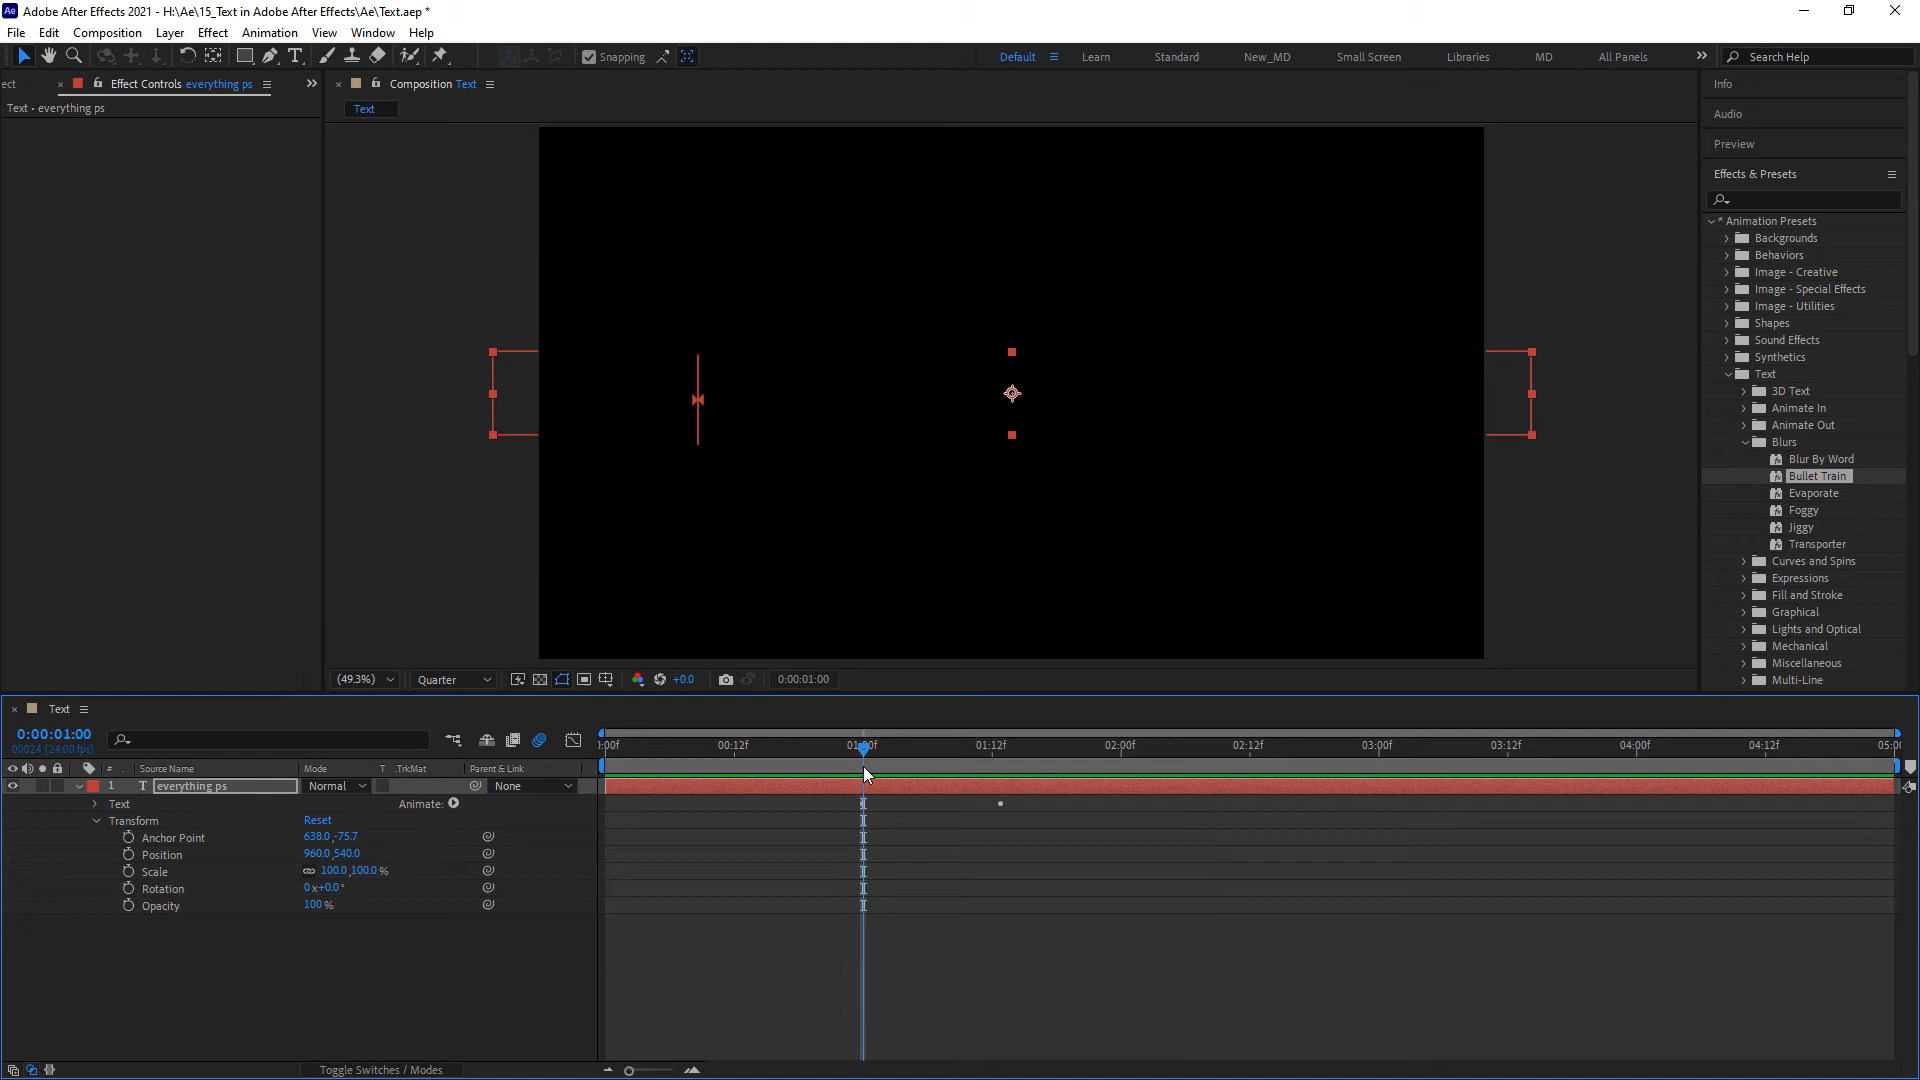 Ae Adobe After Effects 2021 - H:\Ae\15_Text in Adobe After Effects\Ae\Text.aep *
File Edit Composition Layer Effect Animation View Window Help
Snapping Default Learn Standard New_MD Small Screen Libraries MD All Panels Search Help
ect Effect Controls everything ps
Text • everything ps
Composition Text
Text
Info
Audio
Preview
Effects & Presets
* Animation Presets
Backgrounds
Behaviors
Image - Creative
Image - Special Effects
Image - Utilities
Shapes
Sound Effects
Synthetics
Text
3D Text
Animate In
Animate Out
Blurs
Blur By Word
Bullet Train
Evaporate
Foggy
Jiggy
Transporter
Curves and Spins
Expressions
Fill and Stroke
Graphical
Lights and Optical
Mechanical
Miscellaneous
Multi-Line
(49.3%) Quarter +0.0 0:00:01:00
Text
0:00:01:00
00024 (24.00 fps)
):00f 00:12f 01:00f 01:12f 02:00f 02:12f 03:00f 03:12f 04:00f 04:12f 05:00
# . Source Name Mode T .TrkMat Parent & Link
1 T everything ps Normal None
Text Animate:
Transform Reset
Anchor Point 638.0,-75.7
Position 960.0,540.0
Scale 100.0,100.0 %
Rotation 0x+0.0°
Opacity 100 %
Toggle Switches / Modes